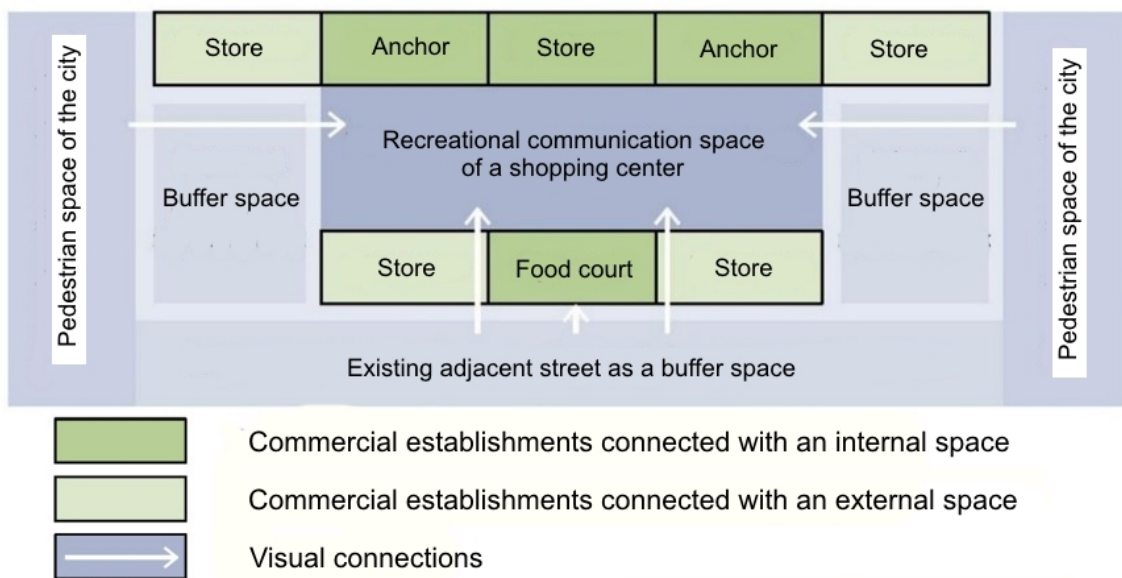 Store
Anchor
Store
Anchor
Store
Pedestrian space of the city
Recreational communication space
of a shopping center
Pedestrian space of the city
Buffer space
Buffer space
Store
Food court
Store
Existing adjacent street as a buffer space
Commercial establishments connected with an internal space
Commercial establishments connected with an external space
Visual connections